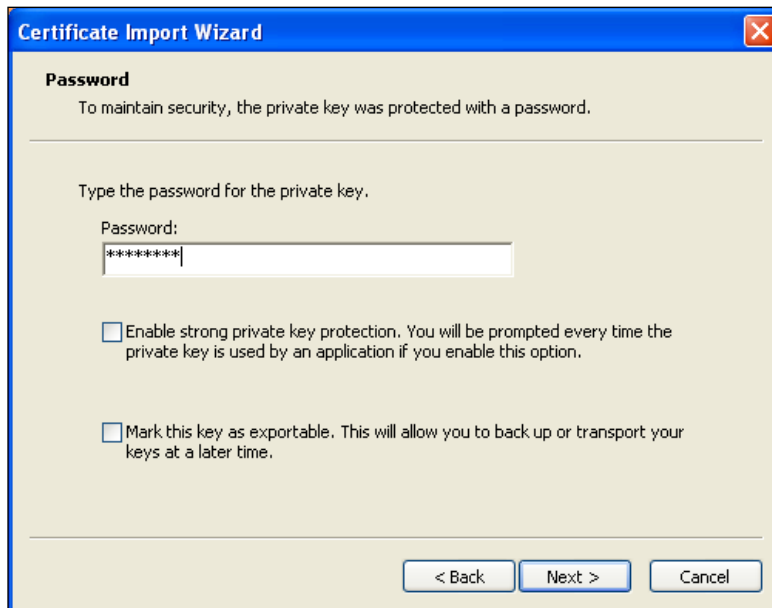 Certificate Import Wizard
Password
To maintain security, the private key was protected with a password.
Type the password for the private key.
Password:
********
Enable strong private key protection. You will be prompted every time the
private key is used by an application if you enable this option.
Mark this key as exportable. This will allow you to back up or transport your
keys at a later time.
< Back Next > Cancel